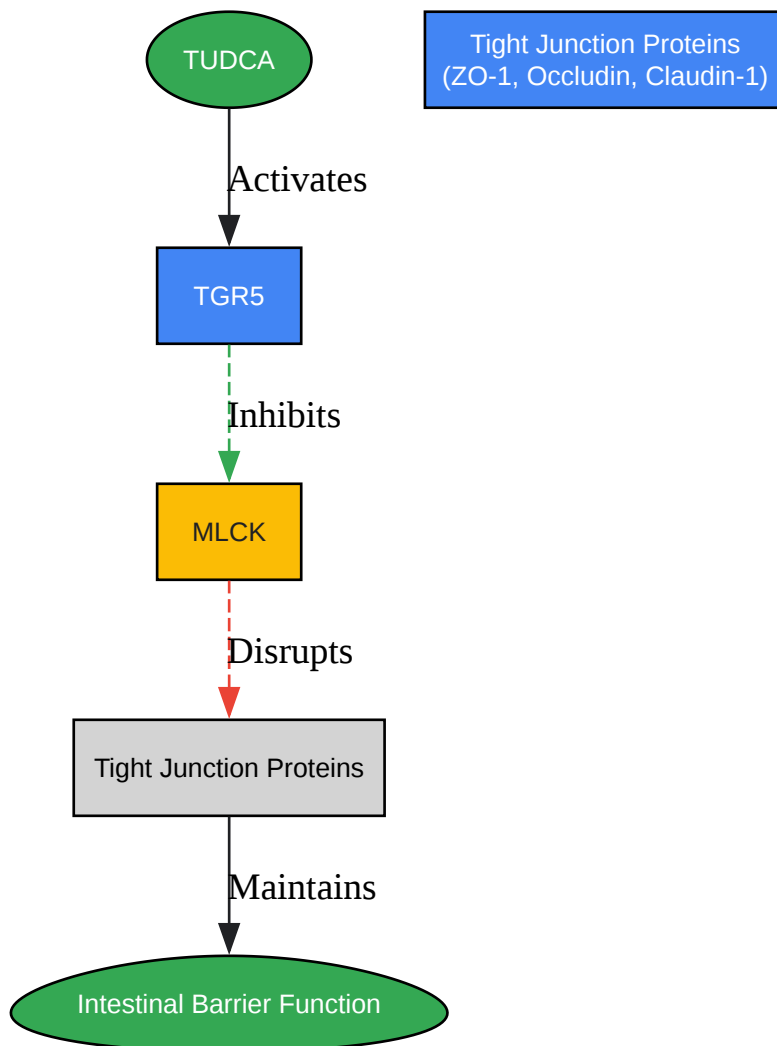 TUDCA
Tight Junction Proteins
(ZO-1, Occludin, Claudin-1)
Activates
TGR5
Inhibits
MLCK
Disrupts
Tight Junction Proteins
Maintains
Intestinal Barrier Function